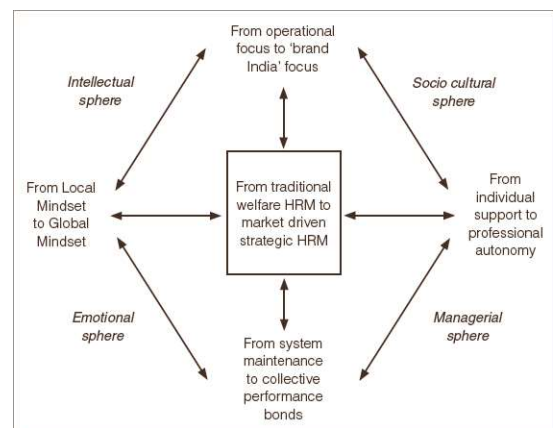 From operational
focus to ‘brand
India’ focus
Intellectual
sphere
Socio cultural
sphere
From Local
Mindset
to Global
Mindset
From traditional
welfare HRM to
market driven
strategic HRM
From
individual
support to
professional
autonomy
Emotional
sphere
Managerial
sphere
From system
maintenance
to collective
performance
bonds